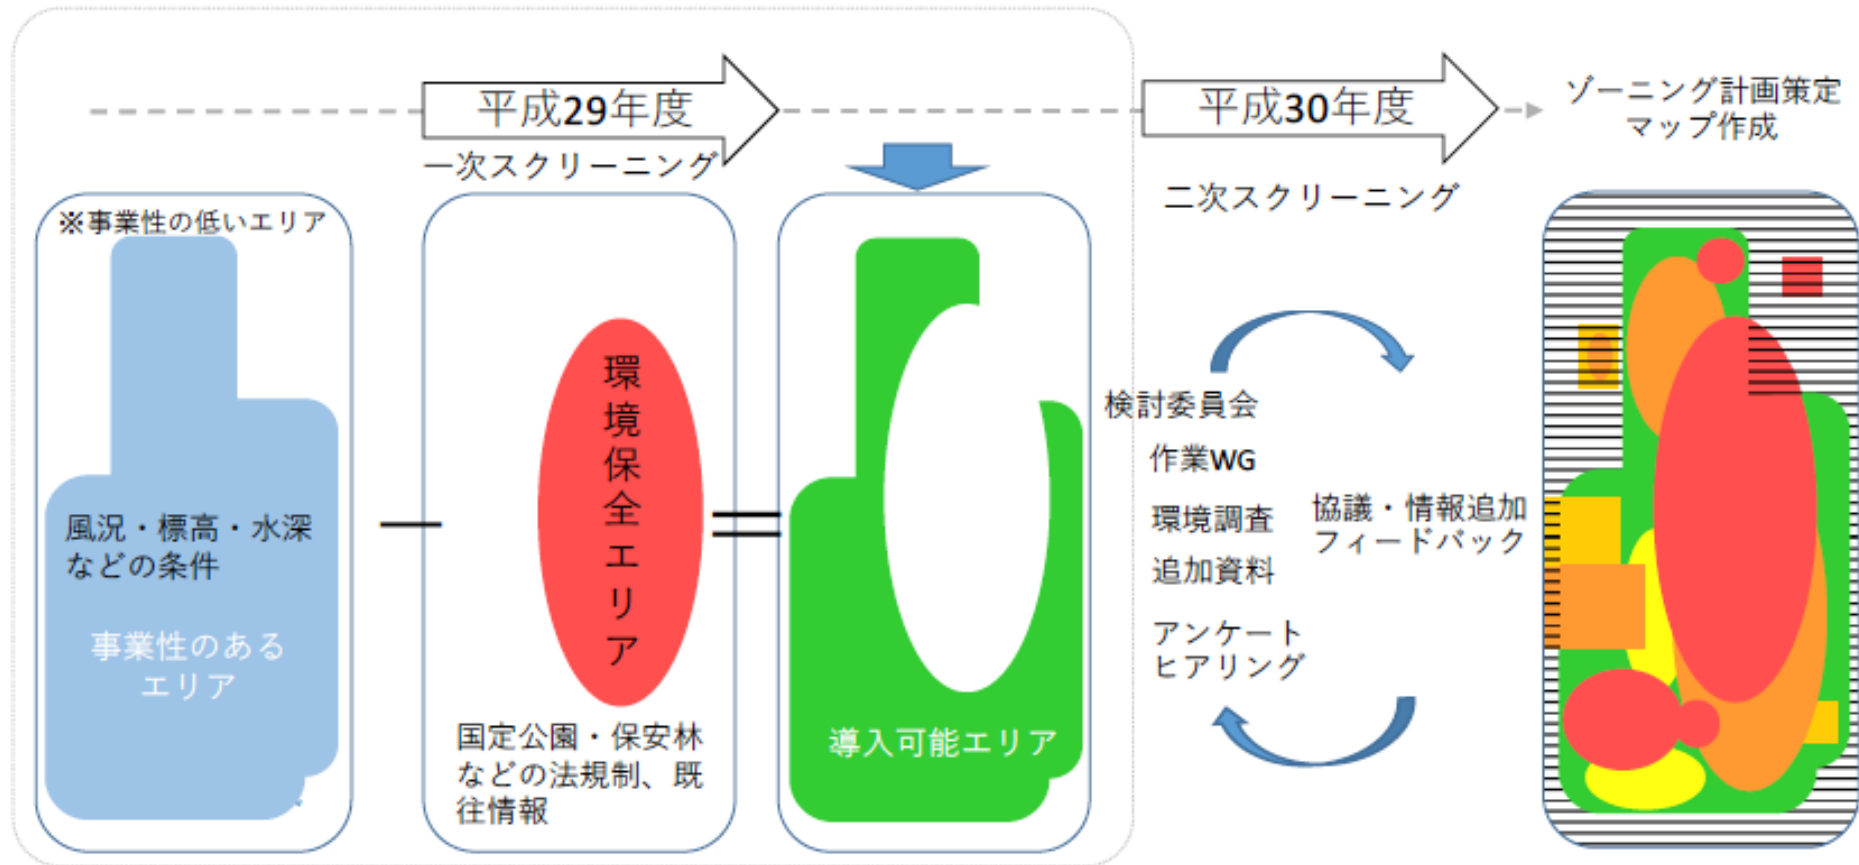 平成29年度
一次スクリーニング
平成30年度
二次スクリーニング
ゾーニング計画策定
マップ作成
※事業性の低いエリア
風況・標高・水深
などの条件
事業性のある
エリア
環境保全エリア
国定公園・保安林
などの法規制、既
往情報
導入可能エリア
検討委員会
作業WG
環境調査
追加資料
アンケート
ヒアリング
協議・情報追加
フィードバック